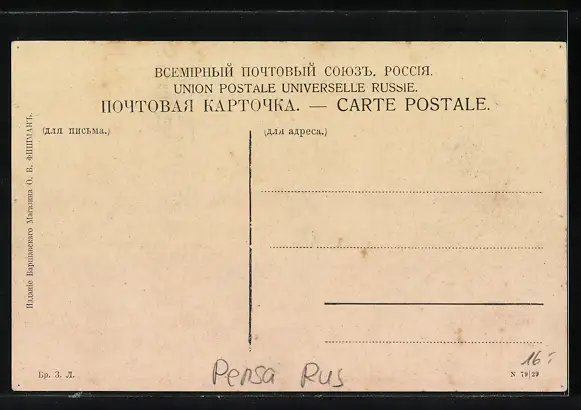 ВСЕМІРНЫЙ ПОЧТОВЫЙ СОЮЗЪ. РОССІЯ.
UNION POSTALE UNIVERSELLE RUSSIE.
ПОЧТОВАЯ КАРТОЧКА. — CARTE POSTALE.
(для письма.)
(для адреса.)
Изданіе Варшавскаго Магазина О. В. ФИШМАНЪ.
Бр. З. Л.
Pensa Rus
16.-
N 79|29